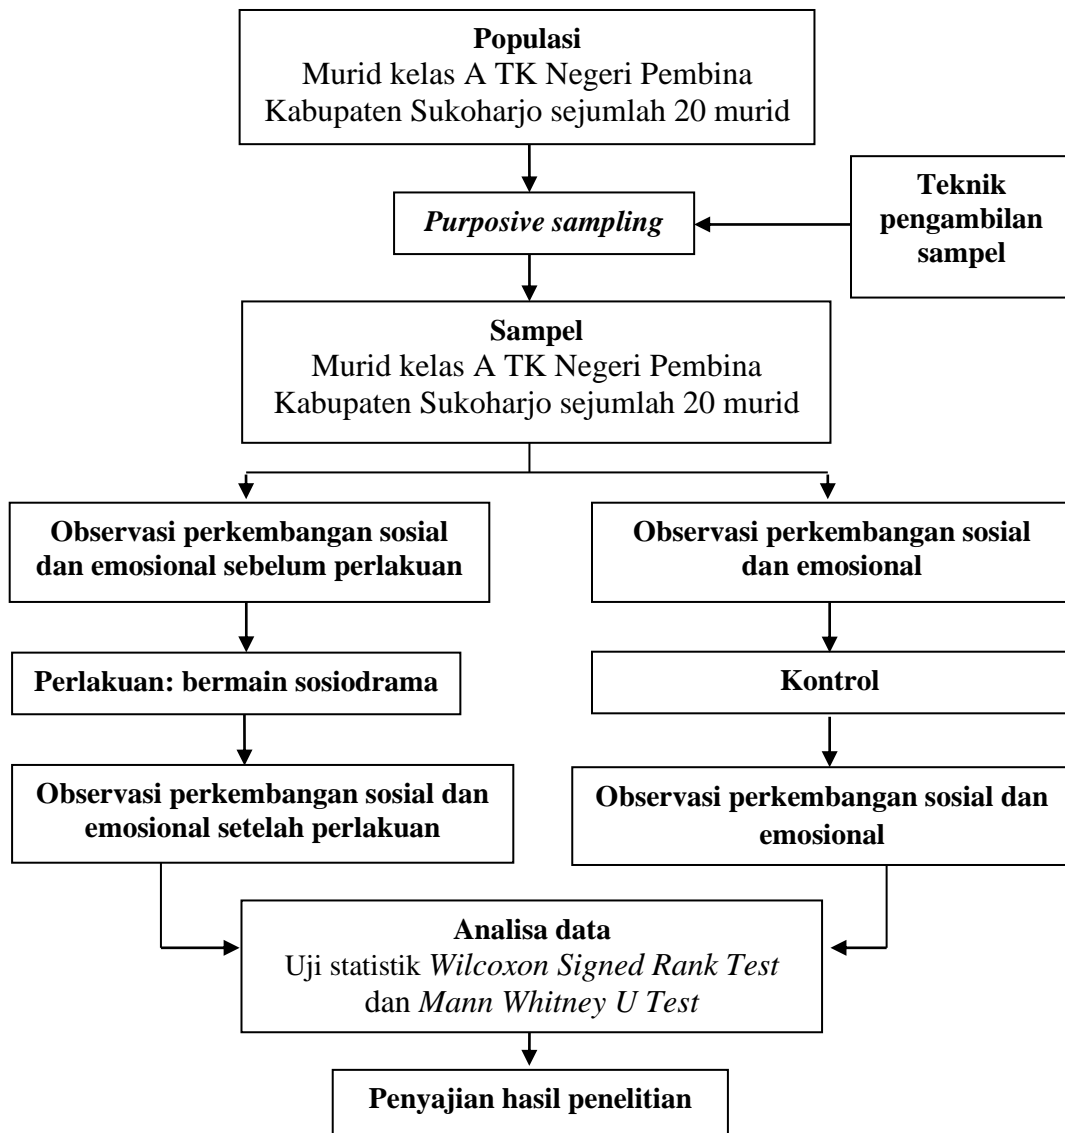 Populasi
Murid kelas A TK Negeri Pembina
Kabupaten Sukoharjo sejumlah 20 murid
Purposive sampling
Teknik
pengambilan
sampel
Sampel
Murid kelas A TK Negeri Pembina
Kabupaten Sukoharjo sejumlah 20 murid
Observasi perkembangan sosial
dan emosional sebelum perlakuan
Observasi perkembangan sosial
dan emosional
Perlakuan: bermain sosiodrama
Kontrol
Observasi perkembangan sosial dan
emosional setelah perlakuan
Observasi perkembangan sosial dan
emosional
Analisa data
Uji statistik Wilcoxon Signed Rank Test
dan Mann Whitney U Test
Penyajian hasil penelitian